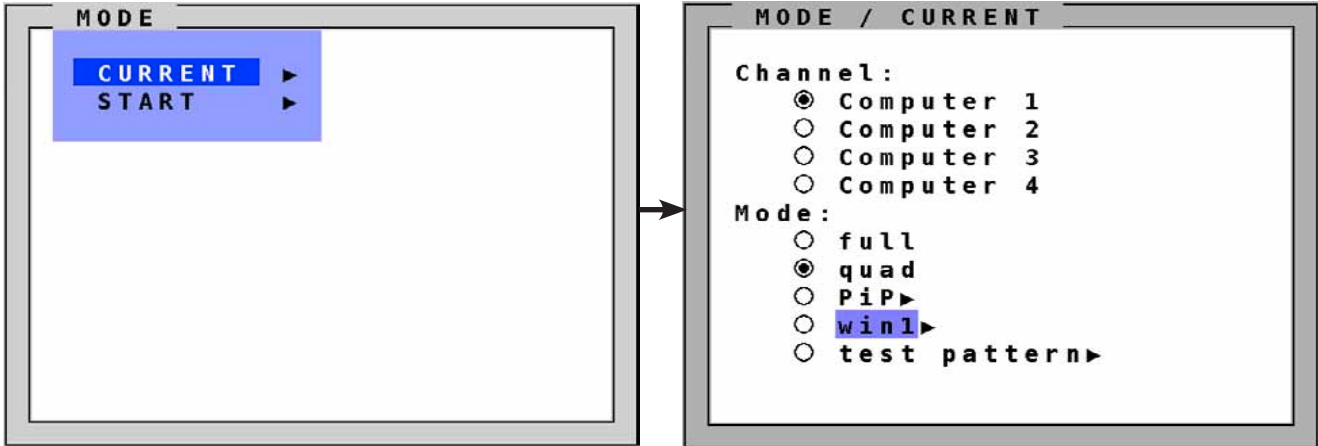 MODE
CURRENT ▶
START ▶
MODE / CURRENT
Channel:
Computer 1
Computer 2
Computer 3
Computer 4
Mode:
full
quad
PiP▶
win1▶
test pattern▶